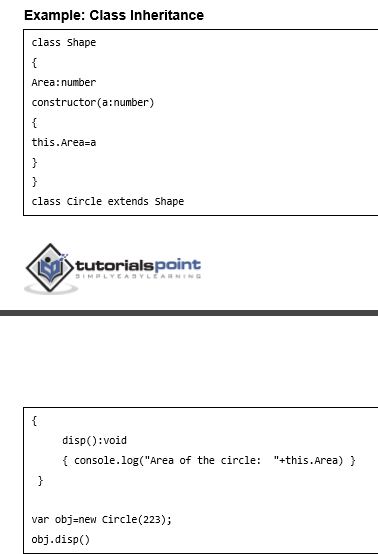 Example: Class Inheritance
class Shape
{
Area:number
constructor(a:number)
{
this.Area=a
}
}
class Circle extends Shape
tutorialspoint
SIMPLYEASYLEARNING
{
disp():void
{ console.log("Area of the circle:  "+this.Area) }
}
var obj=new Circle(223);
obj.disp()